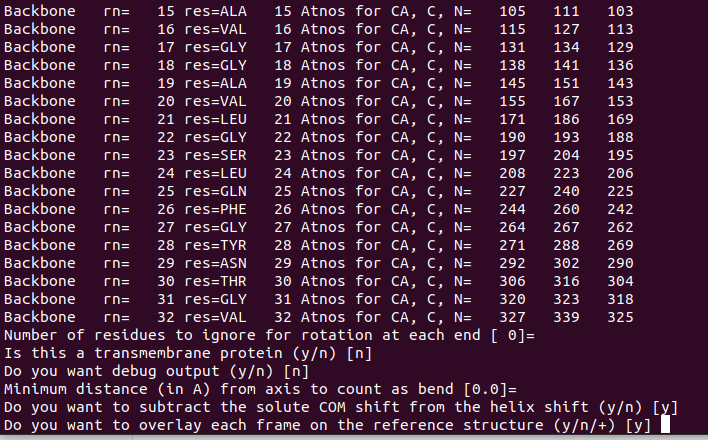 Backbone   rn=   15 res=ALA   15 Atnos for CA, C, N=   105   111   103
Backbone   rn=   16 res=VAL   16 Atnos for CA, C, N=   115   127   113
Backbone   rn=   17 res=GLY   17 Atnos for CA, C, N=   131   134   129
Backbone   rn=   18 res=GLY   18 Atnos for CA, C, N=   138   141   136
Backbone   rn=   19 res=ALA   19 Atnos for CA, C, N=   145   151   143
Backbone   rn=   20 res=VAL   20 Atnos for CA, C, N=   155   167   153
Backbone   rn=   21 res=LEU   21 Atnos for CA, C, N=   171   186   169
Backbone   rn=   22 res=GLY   22 Atnos for CA, C, N=   190   193   188
Backbone   rn=   23 res=SER   23 Atnos for CA, C, N=   197   204   195
Backbone   rn=   24 res=LEU   24 Atnos for CA, C, N=   208   223   206
Backbone   rn=   25 res=GLN   25 Atnos for CA, C, N=   227   240   225
Backbone   rn=   26 res=PHE   26 Atnos for CA, C, N=   244   260   242
Backbone   rn=   27 res=GLY   27 Atnos for CA, C, N=   264   267   262
Backbone   rn=   28 res=TYR   28 Atnos for CA, C, N=   271   288   269
Backbone   rn=   29 res=ASN   29 Atnos for CA, C, N=   292   302   290
Backbone   rn=   30 res=THR   30 Atnos for CA, C, N=   306   316   304
Backbone   rn=   31 res=GLY   31 Atnos for CA, C, N=   320   323   318
Backbone   rn=   32 res=VAL   32 Atnos for CA, C, N=   327   339   325
Number of residues to ignore for rotation at each end [ 0]=
Is this a transmembrane protein (y/n) [n]
Do you want debug output (y/n) [n]
Minimum distance (in A) from axis to count as bend [0.0]=
Do you want to subtract the solute COM shift from the helix shift (y/n) [y]
Do you want to overlay each frame on the reference structure (y/n/+) [y]